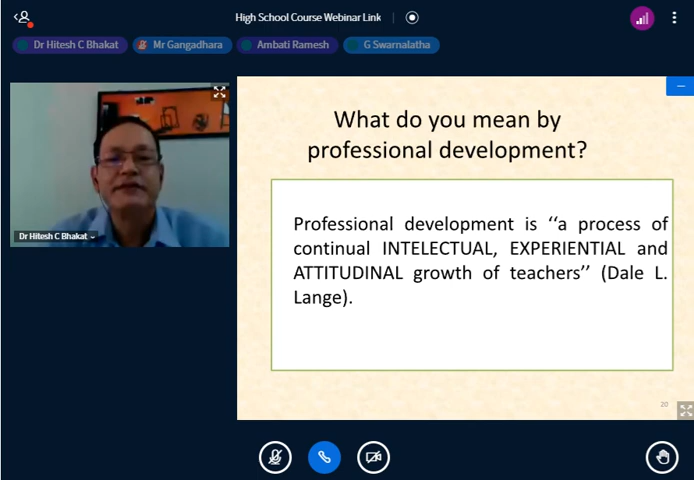 High School Course Webinar Link
Dr Hitesh C Bhakat
Mr Gangadhara
Ambati Ramesh
G Swarnalatha
Dr Hitesh C Bhakat
What do you mean by
professional development?
Professional development is ‘‘a process of
continual INTELECTUAL, EXPERIENTIAL and
ATTITUDINAL growth of teachers’’ (Dale L.
Lange).
20